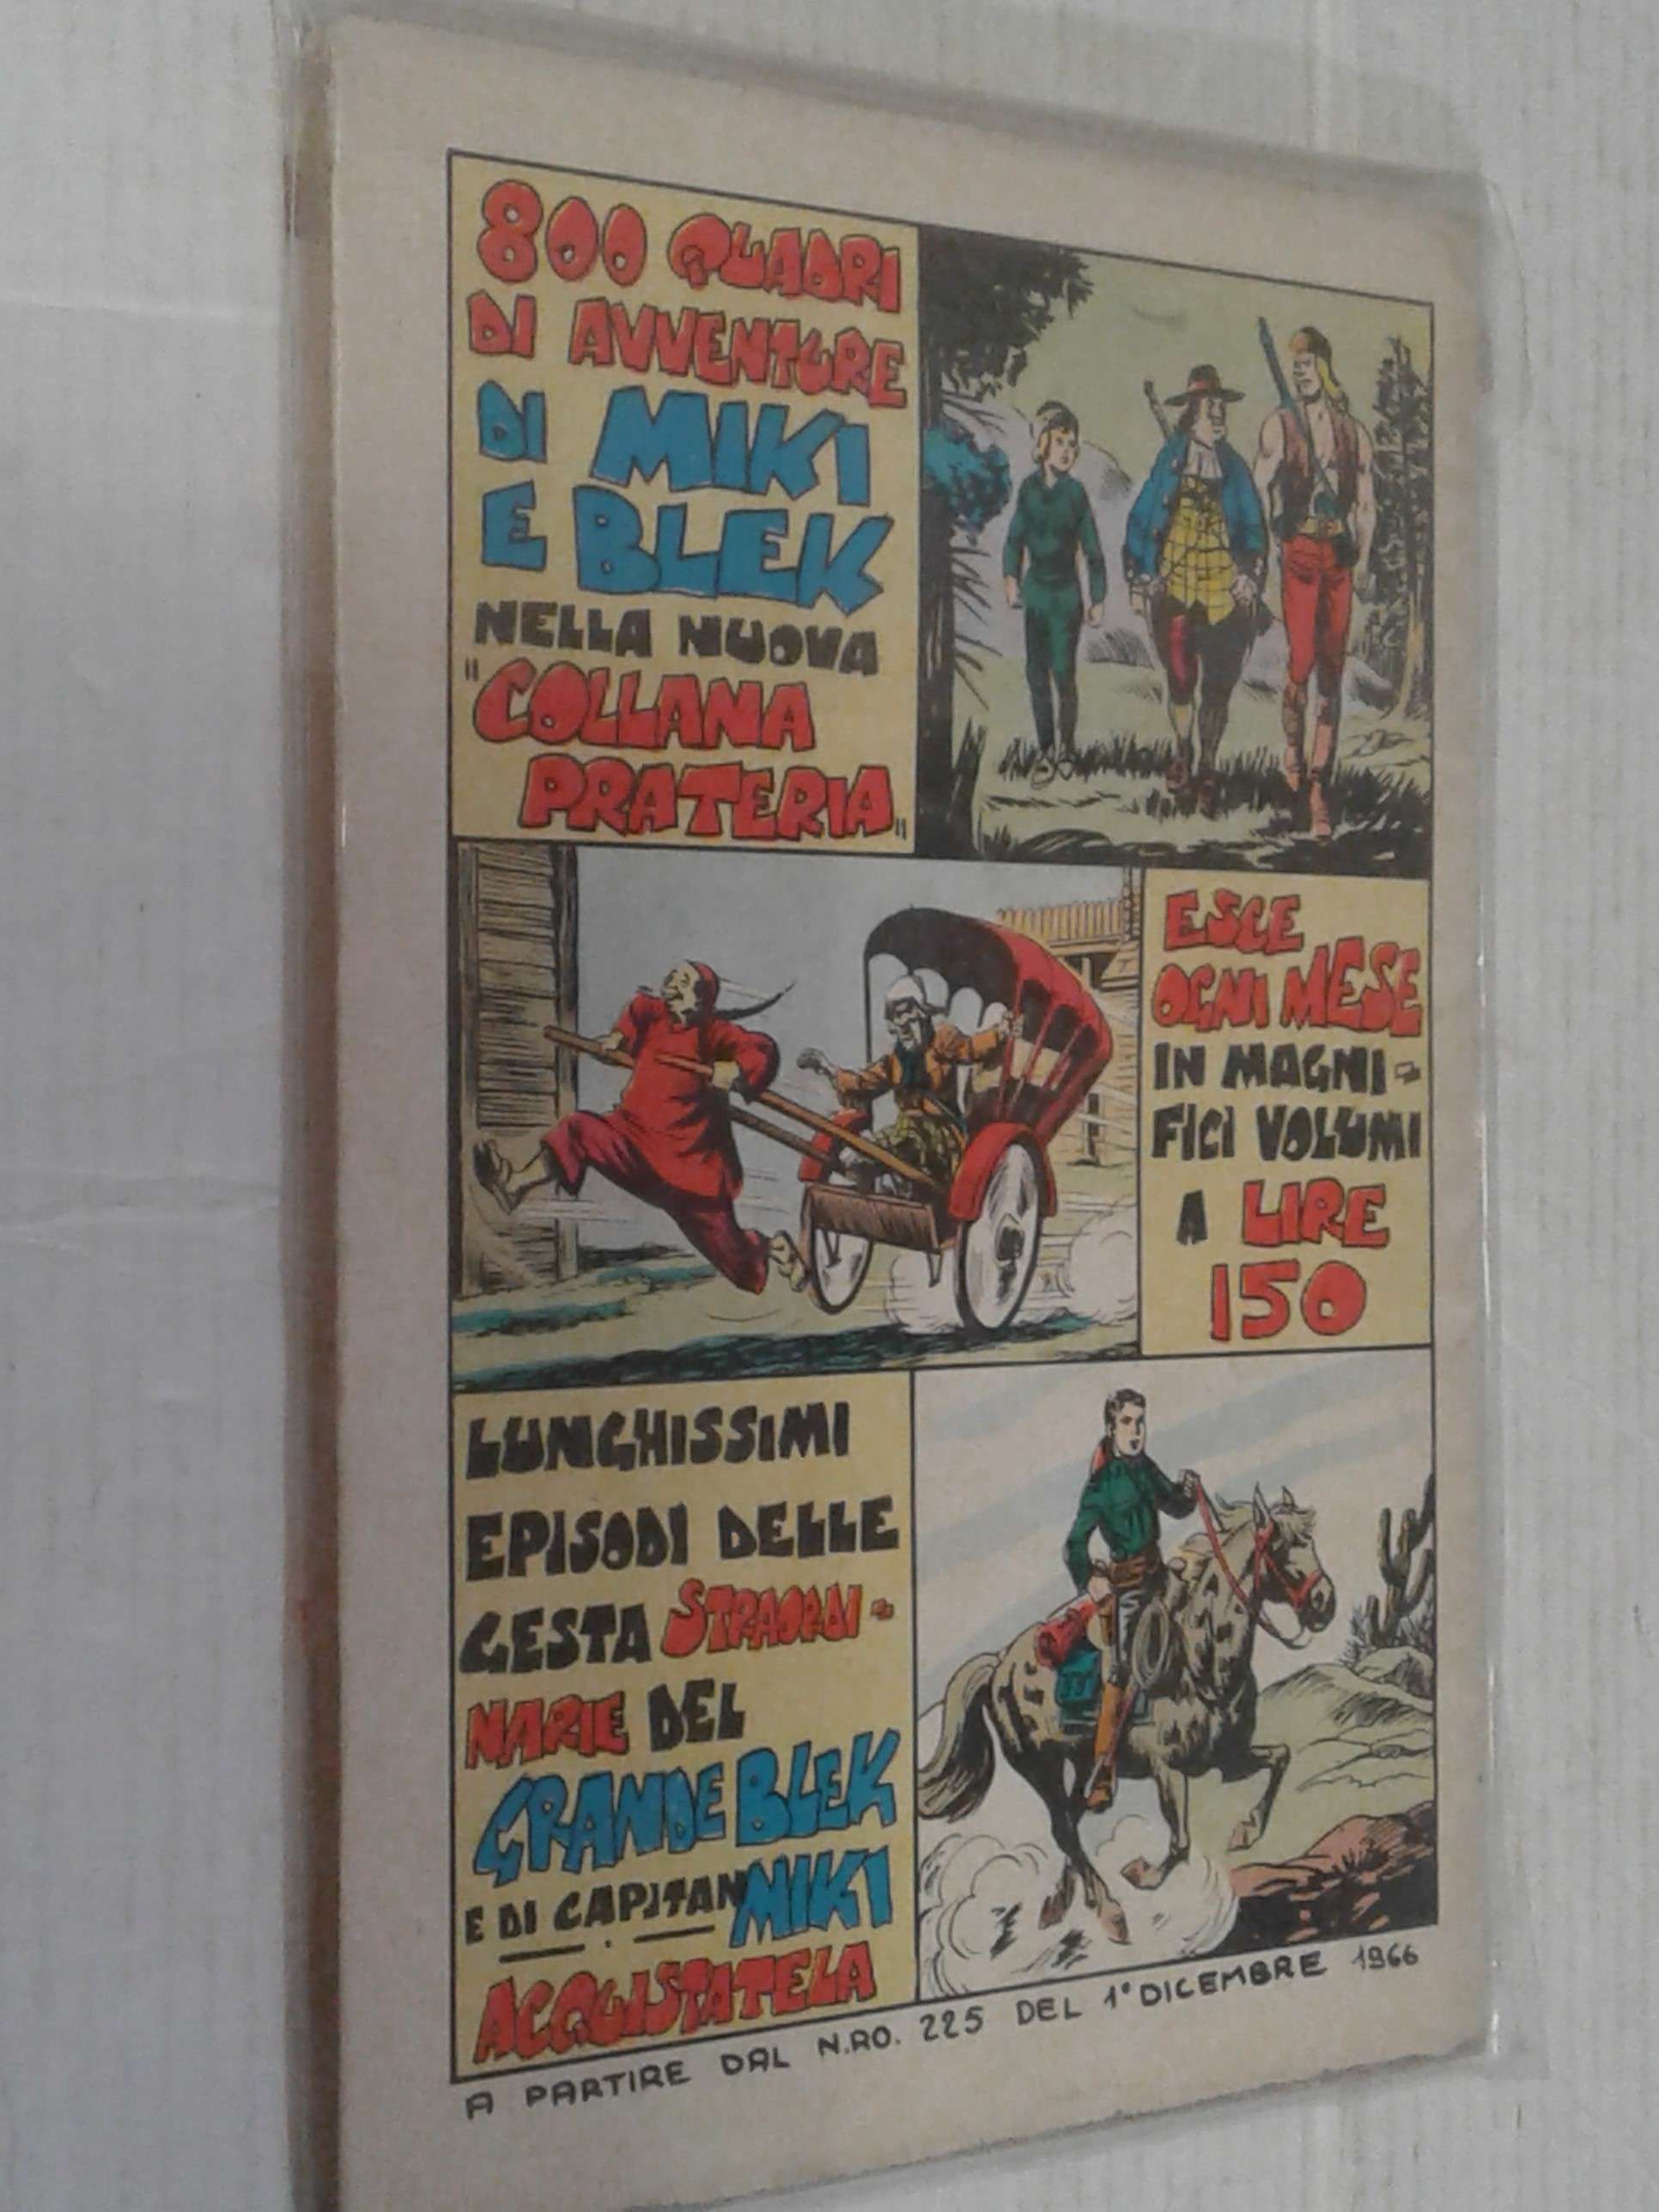 800 QUADRI
DI AVVENTURE
DI MIKI
E BLEK
NELLA NUOVA
"COLLANA
PRATERIA"
ESCE
OGNI MESE
IN MAGNI-
FICI VOLUMI
A LIRE
150
LUNGHISSIMI
EPISODI DELLE
GESTA STRAORDI-
NARIE DEL
GRANDE BLEK
E DI CAPITAN MIKI
ACQUISTATELA
A PARTIRE DAL N.RO. 225 DEL 1° DICEMBRE 1966